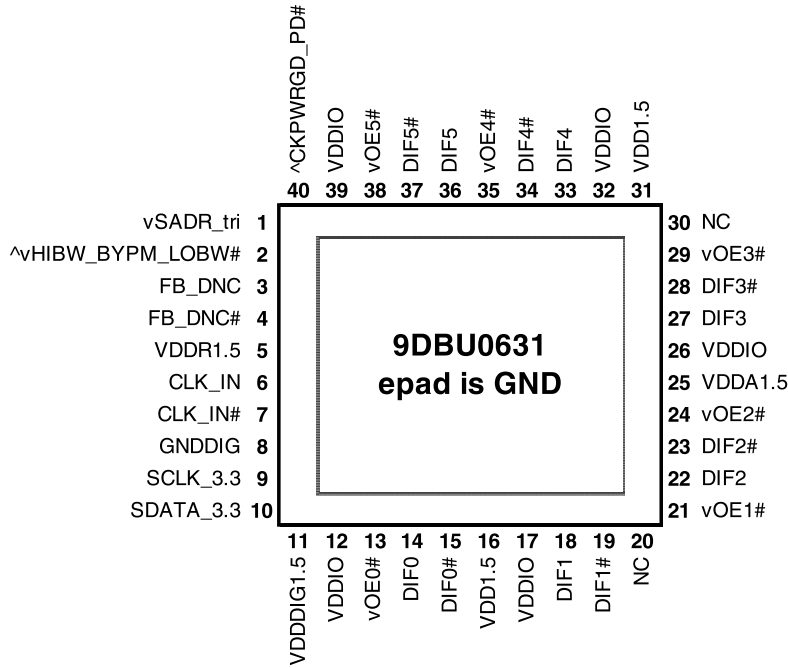 ^CKPWRGD_PD#
VDDIO
vOE5#
DIF5#
DIF5
vOE4#
DIF4#
DIF4
VDDIO
VDD1.5
40 39 38 37 36 35 34 33 32 31
vSADR_tri 1
^vHIBW_BYPM_LOBW# 2
FB_DNC 3
FB_DNC# 4
VDDR1.5 5
CLK_IN 6
CLK_IN# 7
GNDDIG 8
SCLK_3.3 9
SDATA_3.3 10
9DBU0631
epad is GND
30 NC
29 vOE3#
28 DIF3#
27 DIF3
26 VDDIO
25 VDDA1.5
24 vOE2#
23 DIF2#
22 DIF2
21 vOE1#
11 12 13 14 15 16 17 18 19 20
VDDDIG1.5
VDDIO
vOE0#
DIF0
DIF0#
VDD1.5
VDDIO
DIF1
DIF1#
NC